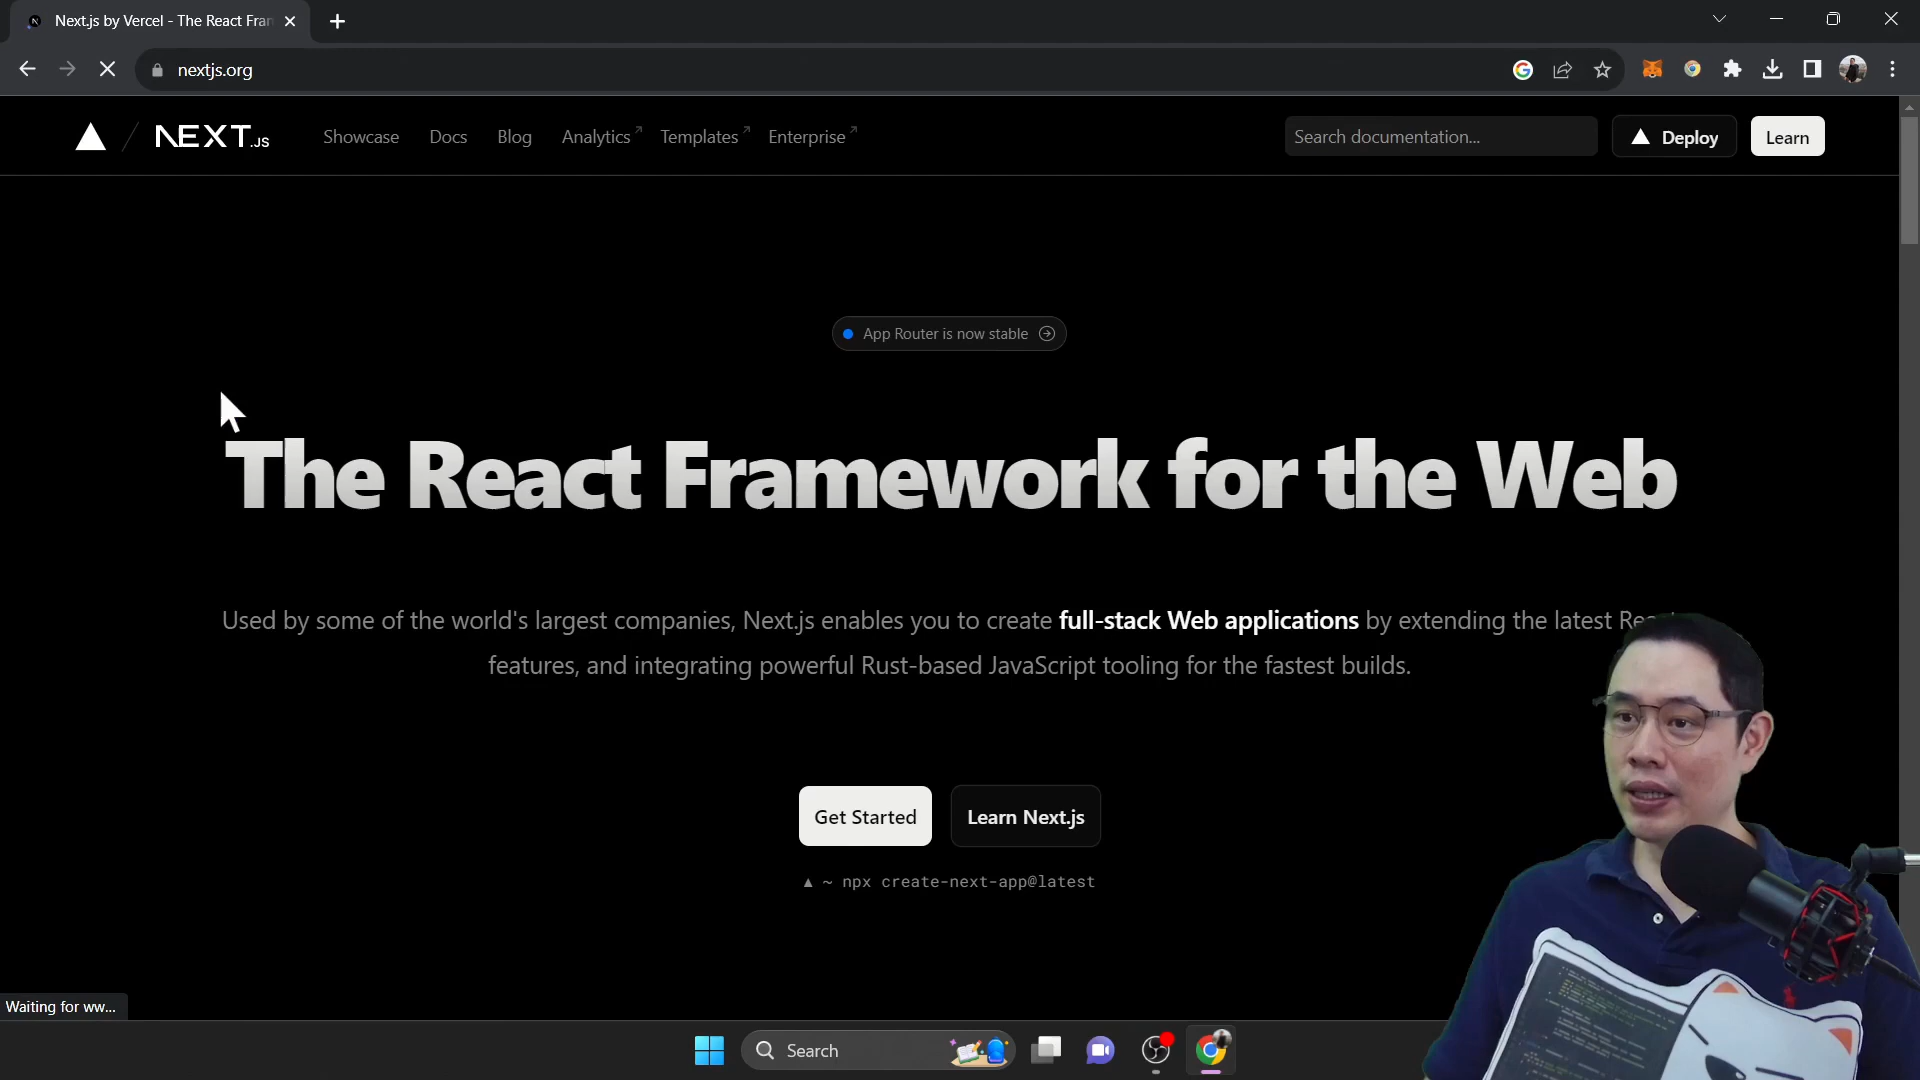 Next.js by Vercel - The React Fran
nextjs.org
NEXT.JS
Showcase
Docs
Blog
Analytics
Templates
Enterprise
Search documentation...
Deploy
Learn
App Router is now stable
The React Framework for the Web
Used by some of the world's largest companies, Next.js enables you to create full-stack Web applications by extending the latest
features, and integrating powerful Rust-based JavaScript tooling for the fastest builds.
Get Started
Learn Next.js
▲ ~ npx create-next-app@latest
Waiting for ww...
Search